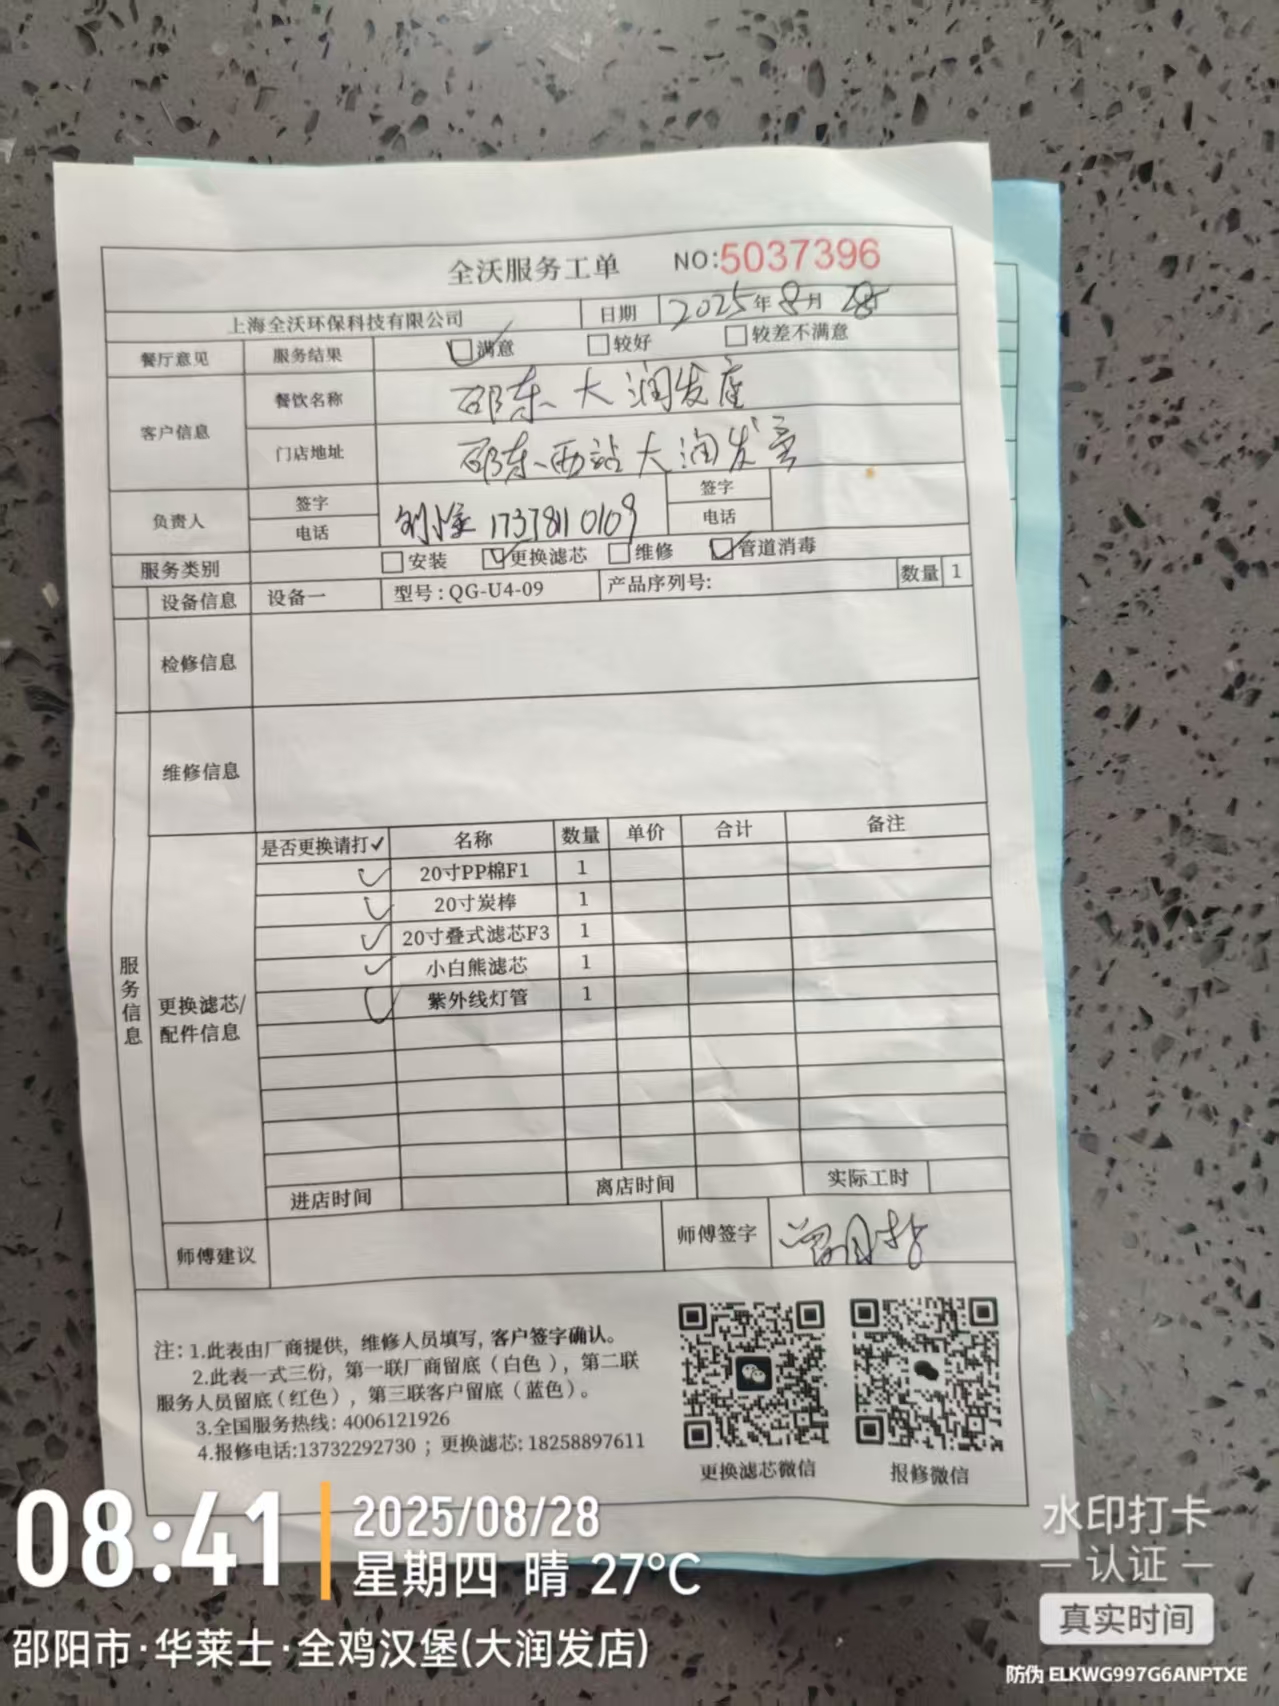 全沃服务工单 NO:5037396
上海全沃环保科技有限公司 日期 2025年8月28
餐厅意见 服务结果 满意 较好 较差不满意
客户信息 餐饮名称 邵东大润发店
门店地址 邵东西站大润发
负责人 签字 电话 17378110109 签字 电话
服务类别 安装 更换滤芯 维修 管道消毒
设备信息 设备一 型号:QG-U4-09 产品序列号: 数量 1
检修信息
维修信息
服务信息
更换滤芯/配件信息
是否更换请打✓ 名称 数量 单价 合计 备注
✓ 20寸PP棉F1 1
✓ 20寸炭棒 1
✓ 20寸叠式滤芯F3 1
✓ 小白熊滤芯 1
✓ 紫外线灯管 1
进店时间 离店时间 实际工时
师傅建议 师傅签字
注:1.此表由厂商提供,维修人员填写,客户签字确认。
2.此表一式三份,第一联厂商留底(白色),第二联
服务人员留底(红色),第三联客户留底(蓝色)。
3.全国服务热线:4006121926
4.报修电话:13732292730;更换滤芯:18258897611
更换滤芯微信 报修微信
08:41 2025/08/28
星期四 晴 27℃
邵阳市·华莱士·全鸡汉堡(大润发店)
水印打卡
认证
真实时间
防伪 ELKWG997G6ANPTXE